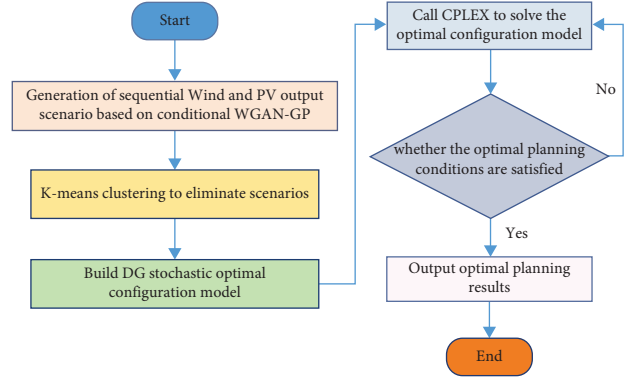 Start
Generation of sequential Wind and PV output
scenario based on conditional WGAN-GP
K-means clustering to eliminate scenarios
Build DG stochastic optimal
configuration model
Call CPLEX to solve the
optimal configuration model
No
whether the optimal planning
conditions are satisfied
Yes
Output optimal planning
results
End